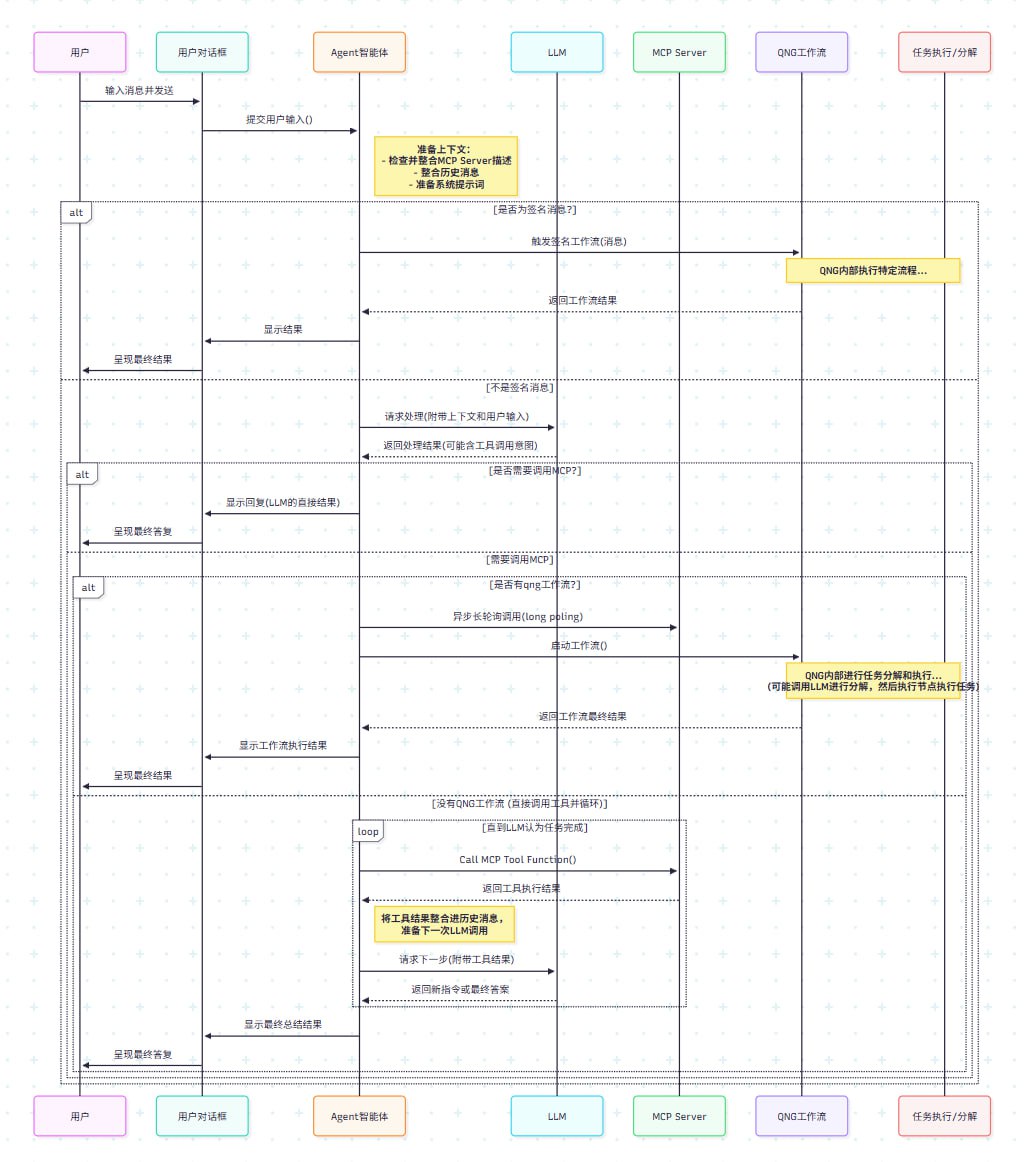 用户
用户对话框
Agent智能体
LLM
MCP Server
QNG工作流
任务执行/分解
输入消息并发送
提交用户输入()
准备上下文:
- 检查并整合MCP Server描述
- 整合历史消息
- 准备系统提示词
alt
[是否为签名消息?]
触发签名工作流(消息)
QNG内部执行特定流程...
返回工作流结果
显示结果
呈现最终结果
[不是签名消息]
请求处理(附带上下文和用户输入)
返回处理结果(可能含工具调用意图)
alt
[是否需要调用MCP?]
显示回复(LLM的直接结果)
呈现最终答复
[需要调用MCP]
alt
[是否有qng工作流?]
异步长轮询调用(long poling)
启动工作流()
QNG内部进行任务分解和执行...
(可能调用LLM进行分解，然后执行节点执行任务)
返回工作流最终结果
显示工作流执行结果
呈现最终结果
[没有QNG工作流 (直接调用工具并循环)]
loop
[直到LLM认为任务完成]
Call MCP Tool Function()
返回工具执行结果
将工具结果整合进历史消息，
准备下一次LLM调用
请求下一步(附带工具结果)
返回新指令或最终答案
显示最终总结结果
呈现最终答复
用户
用户对话框
Agent智能体
LLM
MCP Server
QNG工作流
任务执行/分解